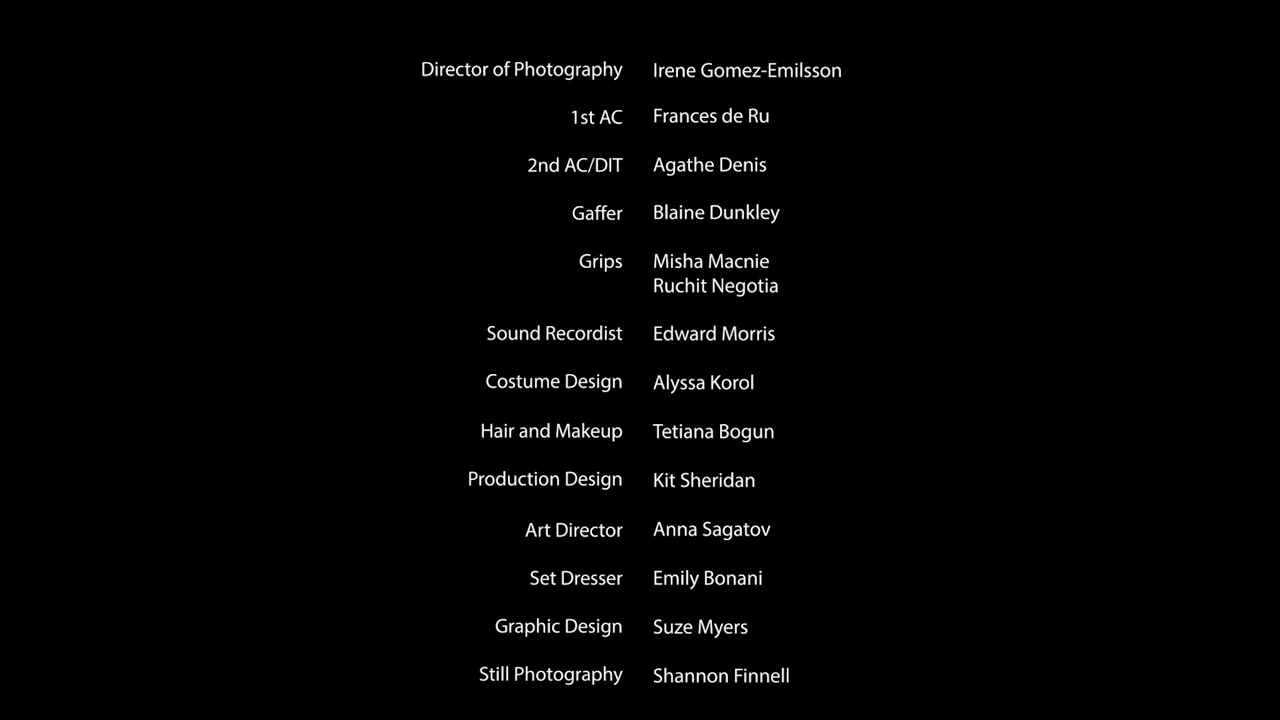 Director of Photography Irene Gomez-Emilsson
1st AC Frances de Ru
2nd AC/DIT Agathe Denis
Gaffer Blaine Dunkley
Grips Misha Macnie
Ruchit Negotia
Sound Recordist Edward Morris
Costume Design Alyssa Korol
Hair and Makeup Tetiana Bogun
Production Design Kit Sheridan
Art Director Anna Sagatov
Set Dresser Emily Bonani
Graphic Design Suze Myers
Still Photography Shannon Finnell